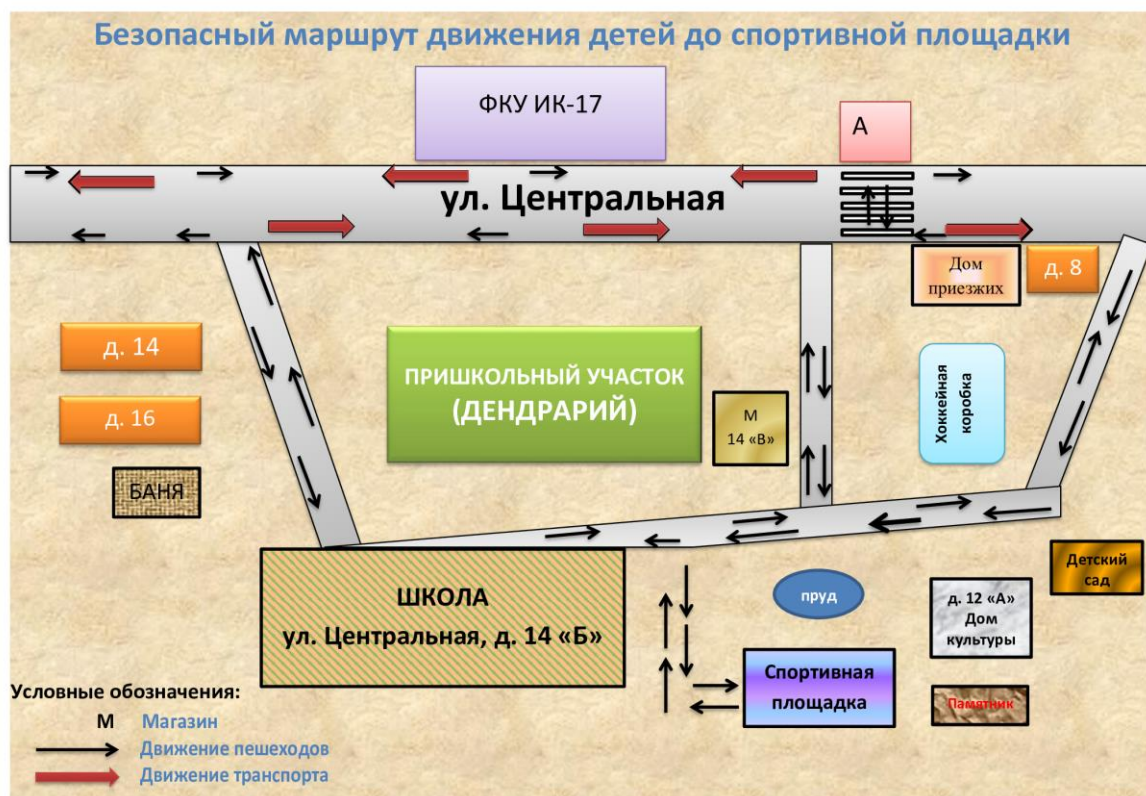 Безопасный маршрут движения детей до спортивной площадки
ФКУ ИК-17
А
ул. Центральная
Дом
приезжих
д. 8
д. 14
д. 16
БАНЯ
ПРИШКОЛЬНЫЙ УЧАСТОК
(ДЕНДРАРИЙ)
М
14 «В»
Хоккейная
коробка
Детский
сад
ШКОЛА
ул. Центральная, д. 14 «Б»
пруд
д. 12 «А»
Дом
культуры
Спортивная
площадка
Памятник
Условные обозначения:
М Магазин
Движение пешеходов
Движение транспорта